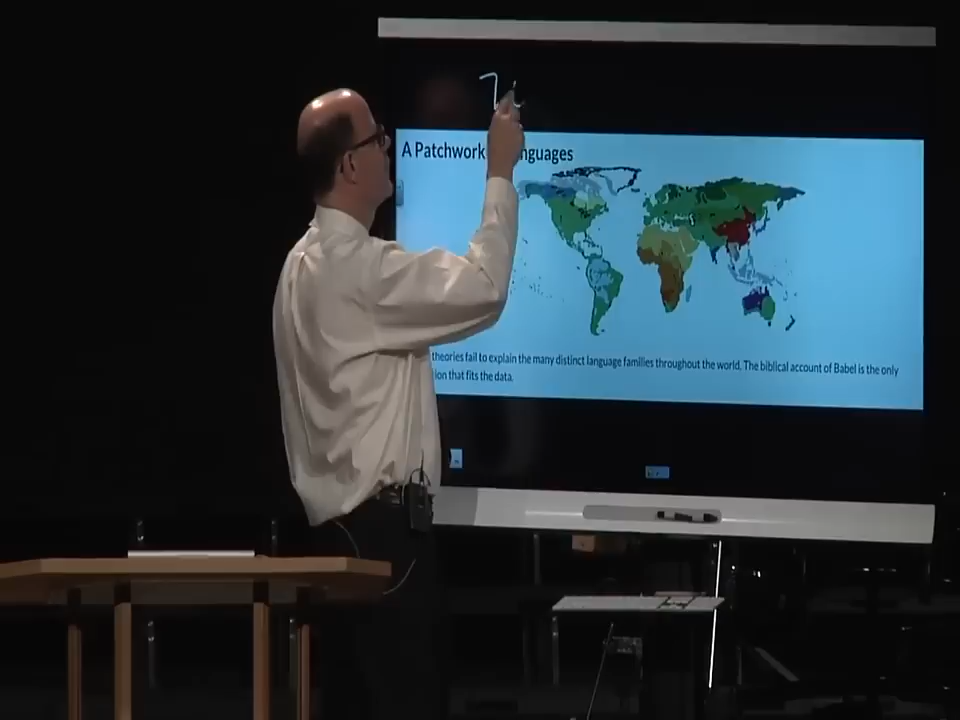 A Patchwork nguages
theories fail to explain the many distinct language families throughout the world. The biblical account of Babel is the only
ion that fits the data.